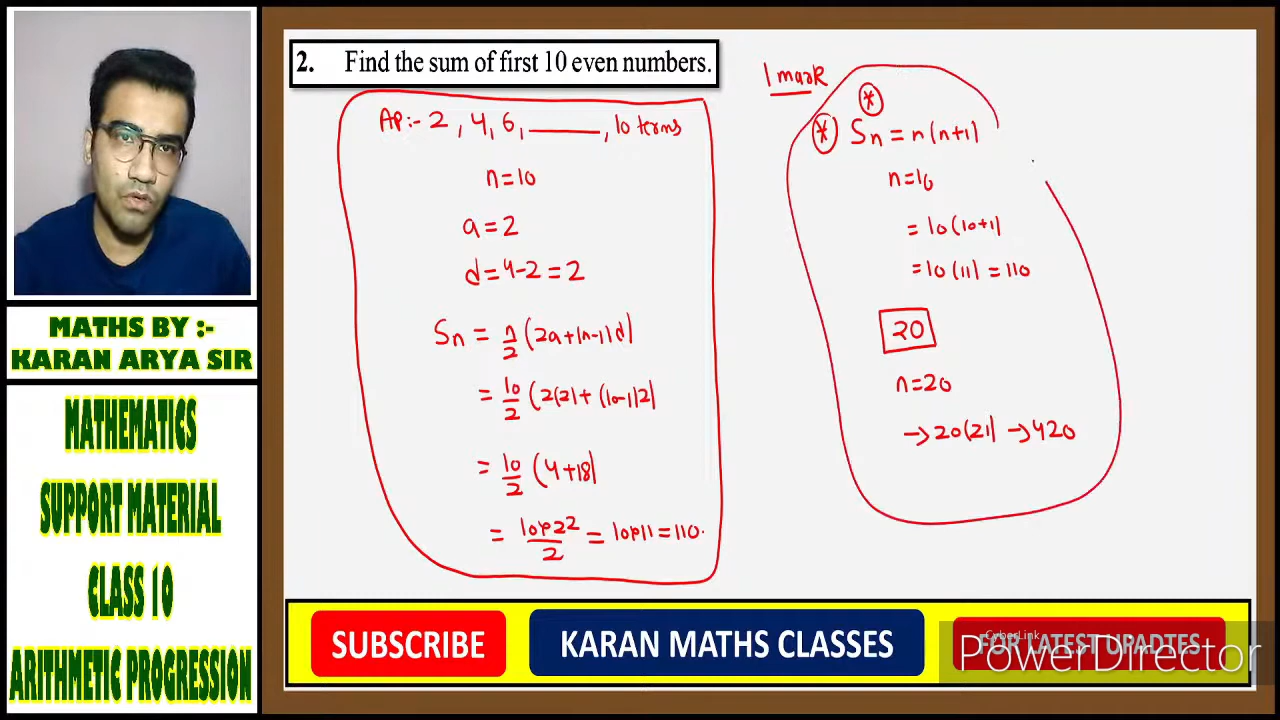 2. Find the sum of first 10 even numbers.
AP:- 2, 4, 6, ______, 10 terms
n=10
a=2
d=4-2=2
Sn = n/2 (2a+(n-1)d)
= 10/2 (2(2)+(10-1)2)
= 10/2 (4+18)
= 10×22/2 = 10×11=110.
1 mark
*
* Sn = n(n+1)
n=10
= 10(10+1)
=10(11)=110
20
n=20
→20(21) →420
MATHS BY :-
KARAN ARYA SIR
MATHEMATICS
SUPPORT MATERIAL
CLASS 10
ARITHMETIC PROGRESSION
SUBSCRIBE
KARAN MATHS CLASSES
FOR LATEST UPADTES
CyberLink
PowerDirector